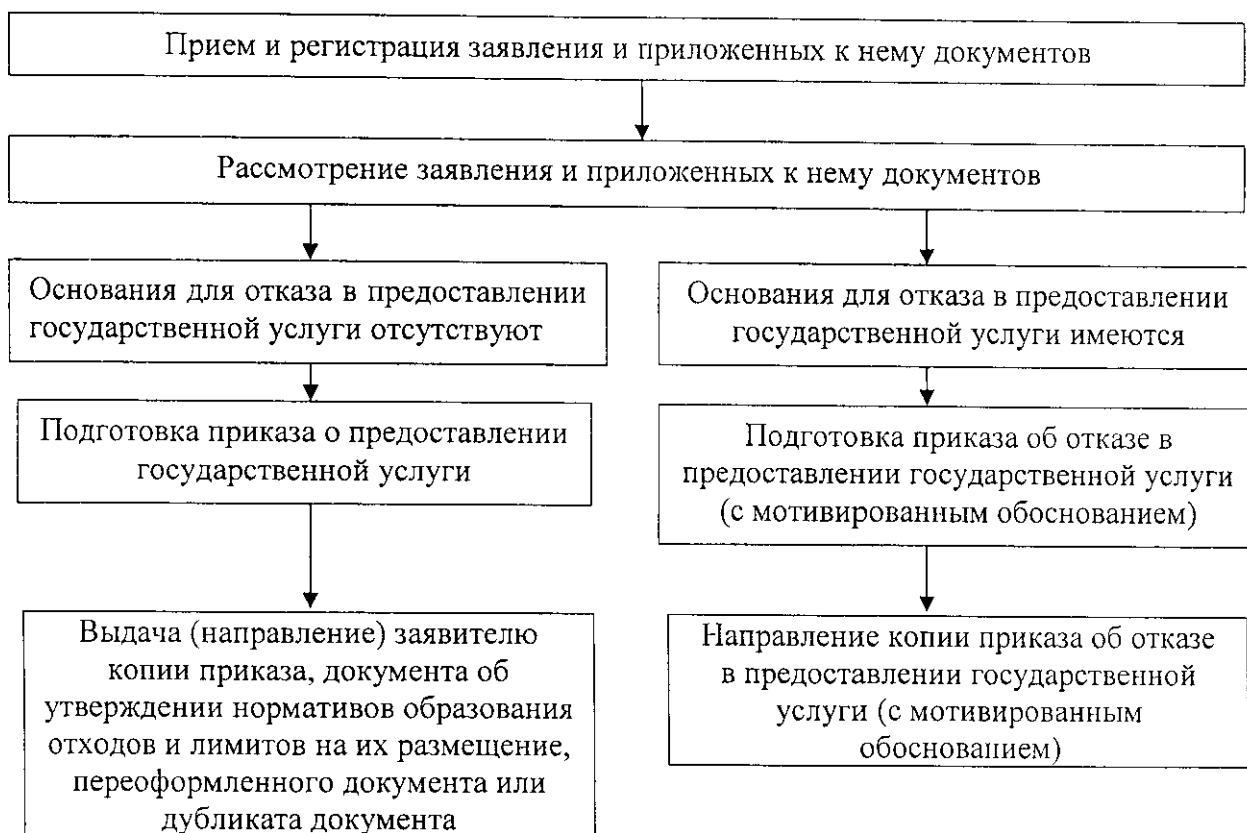 Прием и регистрация заявления и приложенных к нему документов
Рассмотрение заявления и приложенных к нему документов
Основания для отказа в предоставлении
государственной услуги отсутствуют
Основания для отказа в предоставлении
государственной услуги имеются
Подготовка приказа о предоставлении
государственной услуги
Подготовка приказа об отказе в
предоставлении государственной услуги
(с мотивированным обоснованием)
Выдача (направление) заявителю
копии приказа, документа об
утверждении нормативов образования
отходов и лимитов на их размещение,
переоформленного документа или
дубликата документа
Направление копии приказа об отказе
в предоставлении государственной
услуги (с мотивированным
обоснованием)